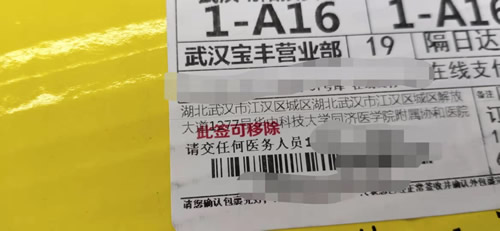 1-A16
1-A16
武汉宝丰营业部
19
隔日达
在线支付
湖北武汉市江汉区城区湖北武汉市江汉区城区解放
大道1277号华中科技大学同济医学院附属协和医院
此签可移除
请交任何医务人员1
请您确认包裹完好